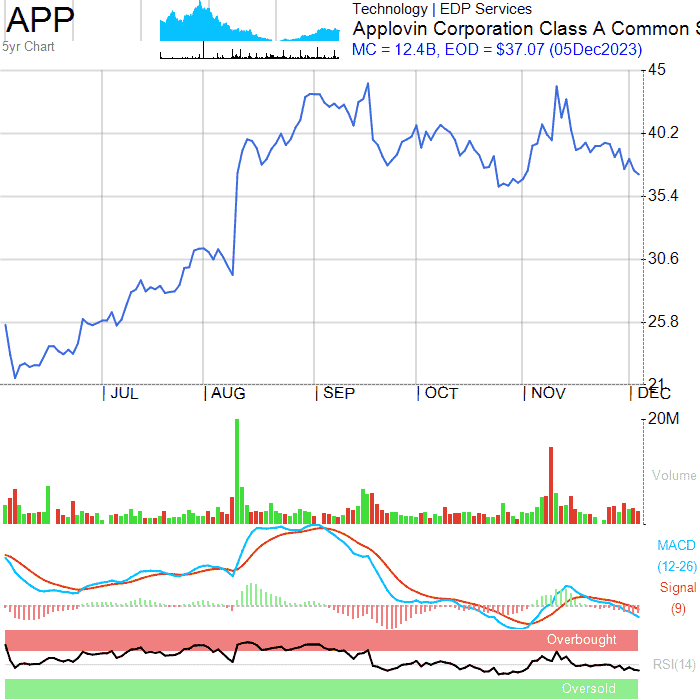 APP
5yr Chart
Technology | EDP Services
Applovin Corporation Class A Common S
MC = 12.4B, EOD = $37.07 (05Dec2023)
45
40.2
35.4
30.6
25.8
21
JUL
AUG
SEP
OCT
NOV
DEC
20M
Volume
MACD
(12-26)
Signal
(9)
Overbought
RSI(14)
Oversold